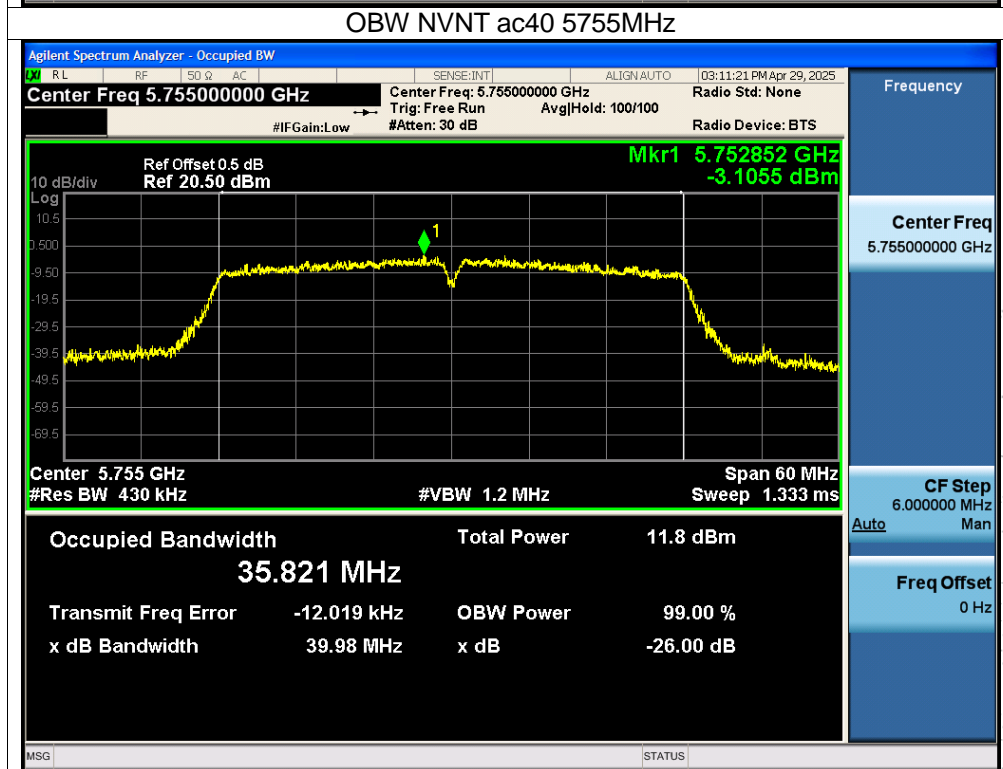 OBW NVNT ac40 5755MHz
Agilent Spectrum Analyzer - Occupied BW
LXI RL RF 50 Ω AC SENSE:INT ALIGN AUTO 03:11:21 PM Apr 29, 2025
Center Freq 5.755000000 GHz
Center Freq: 5.755000000 GHz Radio Std: None
Trig: Free Run Avg|Hold: 100/100
#IFGain:Low #Atten: 30 dB Radio Device: BTS
Frequency
Mkr1 5.752852 GHz
-3.1055 dBm
Ref Offset 0.5 dB
10 dB/div Ref 20.50 dBm
Log
10.5
0.500
-9.50
-19.5
-29.5
-39.5
-49.5
-59.5
-69.5
1
Center 5.755 GHz Span 60 MHz
#Res BW 430 kHz #VBW 1.2 MHz Sweep 1.333 ms
Occupied Bandwidth Total Power 11.8 dBm
35.821 MHz
Transmit Freq Error -12.019 kHz OBW Power 99.00 %
x dB Bandwidth 39.98 MHz x dB -26.00 dB
Center Freq
5.755000000 GHz
CF Step
6.000000 MHz
Auto Man
Freq Offset
0 Hz
MSG STATUS